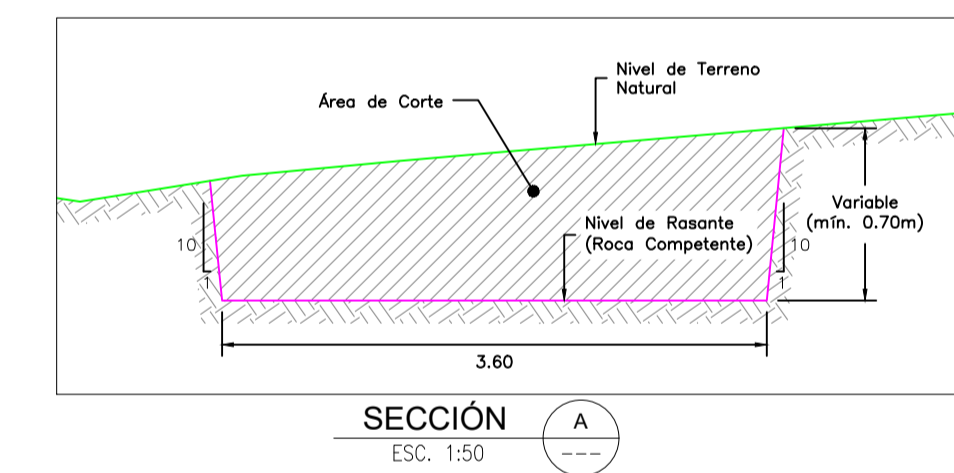 Nivel de Terreno
Natural
Área de Corte
Variable
(mín. 0.70m)
Nivel de Rasante
(Roca Competente)
10
1
10
1
3.60
SECCIÓN
A
ESC. 1:50
---